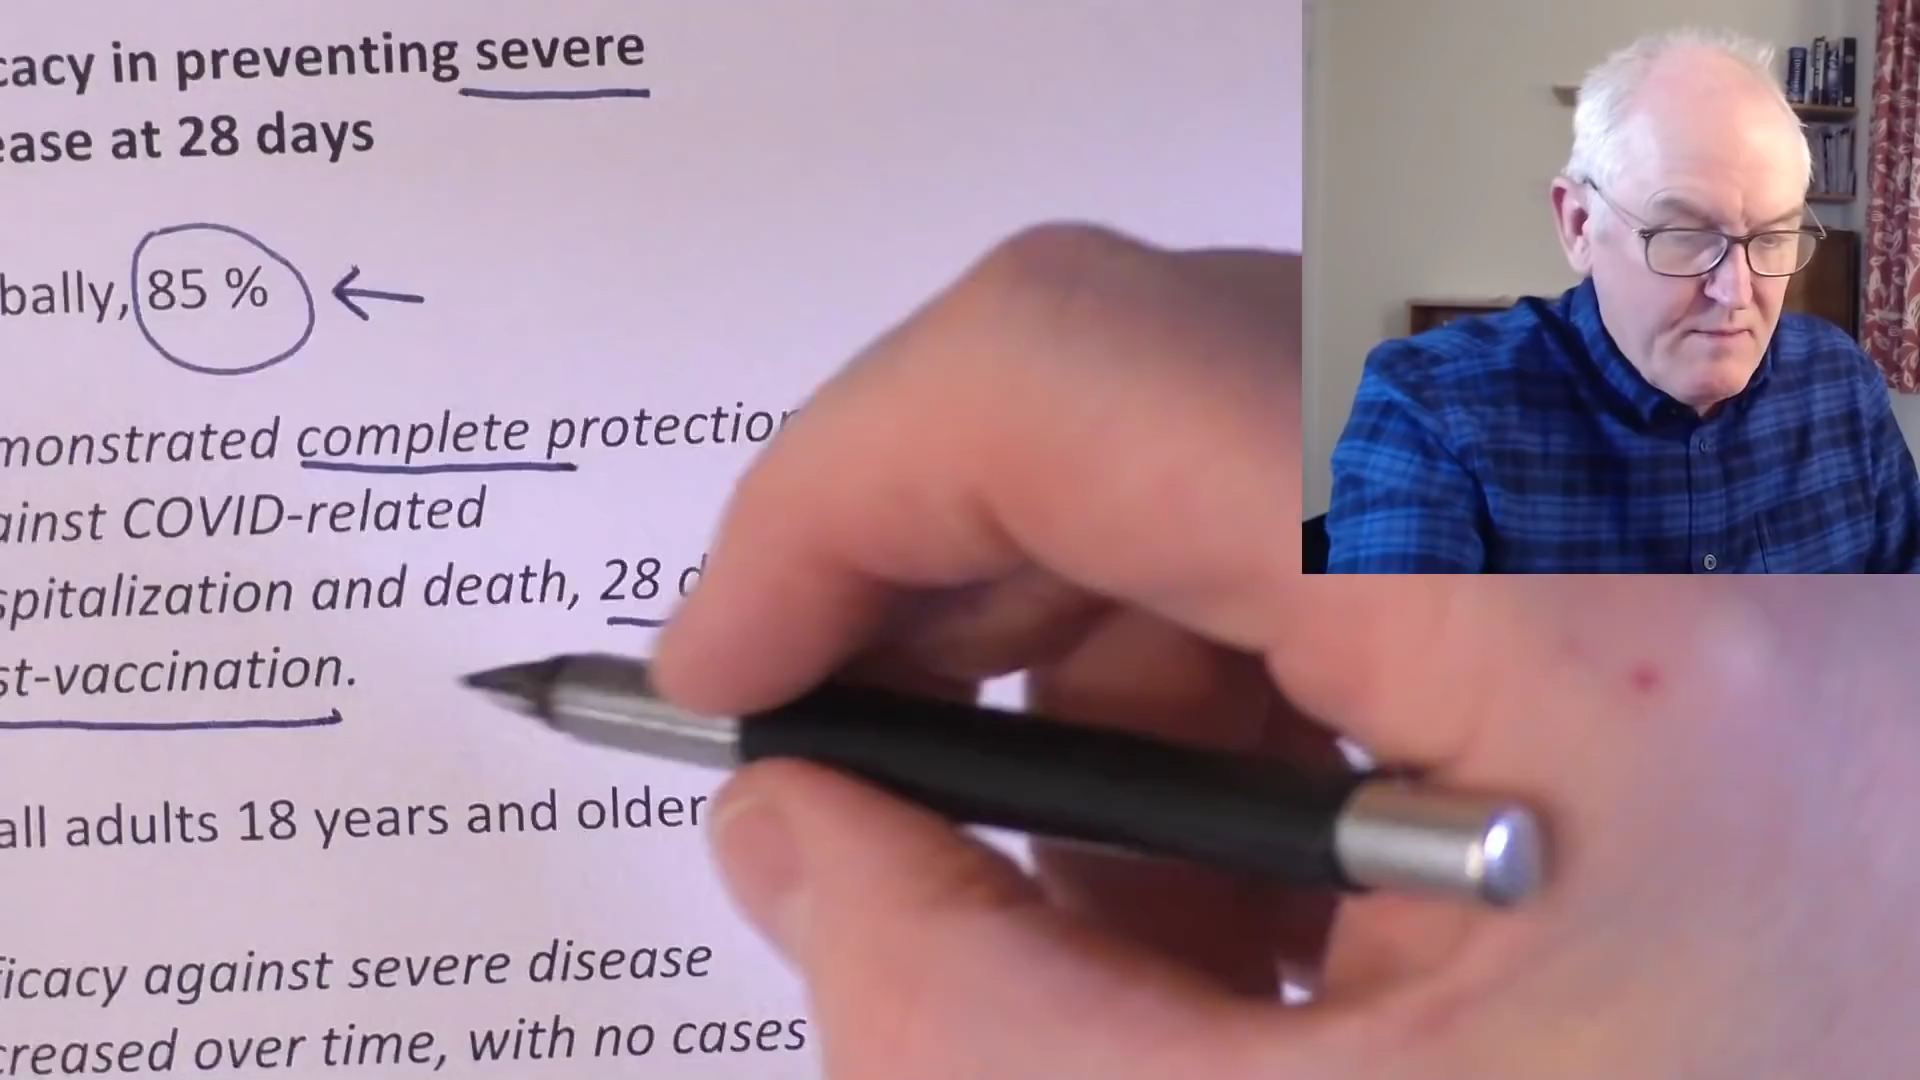 cacy in preventing severe
ease at 28 days
bally, 85 %
monstrated complete protection
ainst COVID-related
spitalization and death, 28 d
st-vaccination.
all adults 18 years and older
ficacy against severe disease
creased over time, with no cases